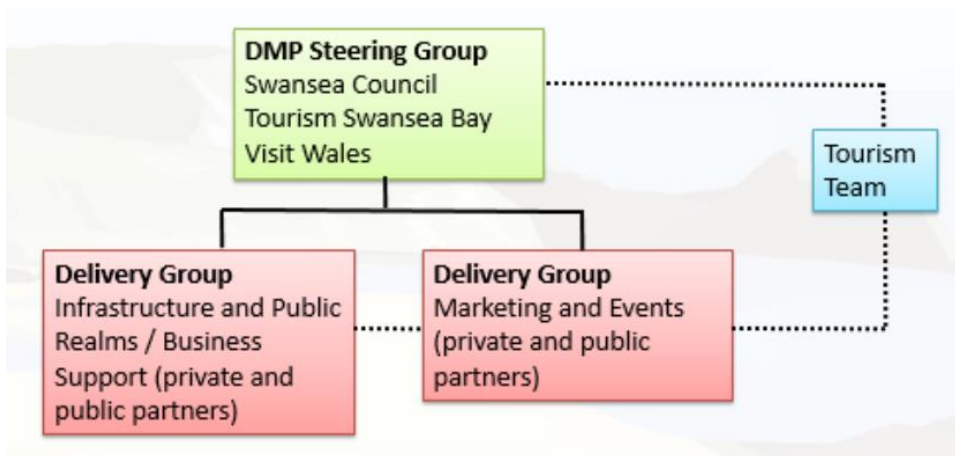 DMP Steering Group
Swansea Council
Tourism Swansea Bay
Visit Wales
Tourism
Team
Delivery Group
Infrastructure and Public
Realms / Business
Support (private and
public partners)
Delivery Group
Marketing and Events
(private and public
partners)